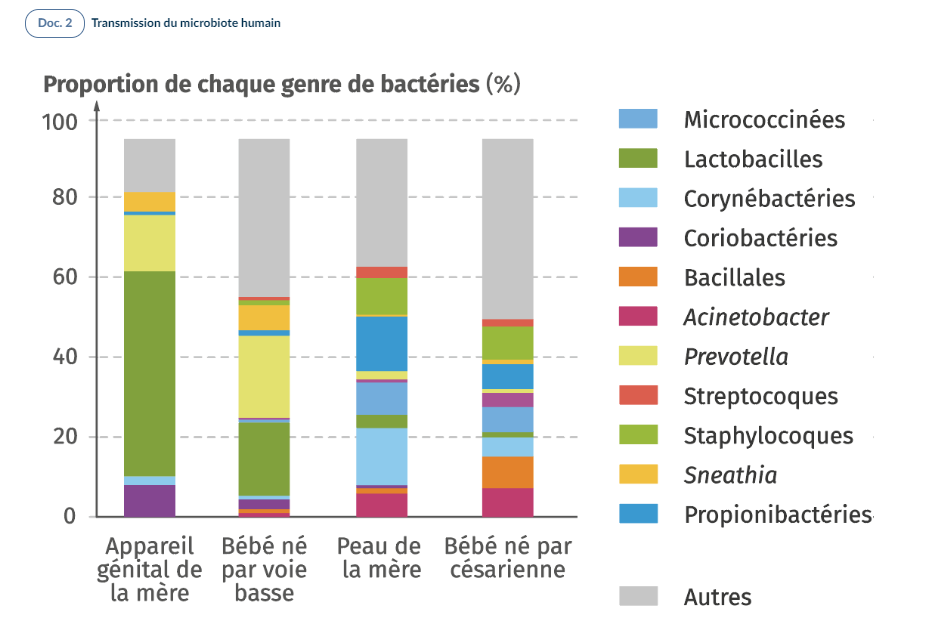 Doc. 2 Transmission du microbiote humain
Proportion de chaque genre de bactéries (%)
100
80
60
40
20
0
Appareil génital de la mère
Bébé né par voie basse
Peau de la mère
Bébé né par césarienne
Micrococcinées
Lactobacilles
Corynébactéries
Coriobactéries
Bacillales
Acinetobacter
Prevotella
Streptocoques
Staphylocoques
Sneathia
Propionibactéries
Autres